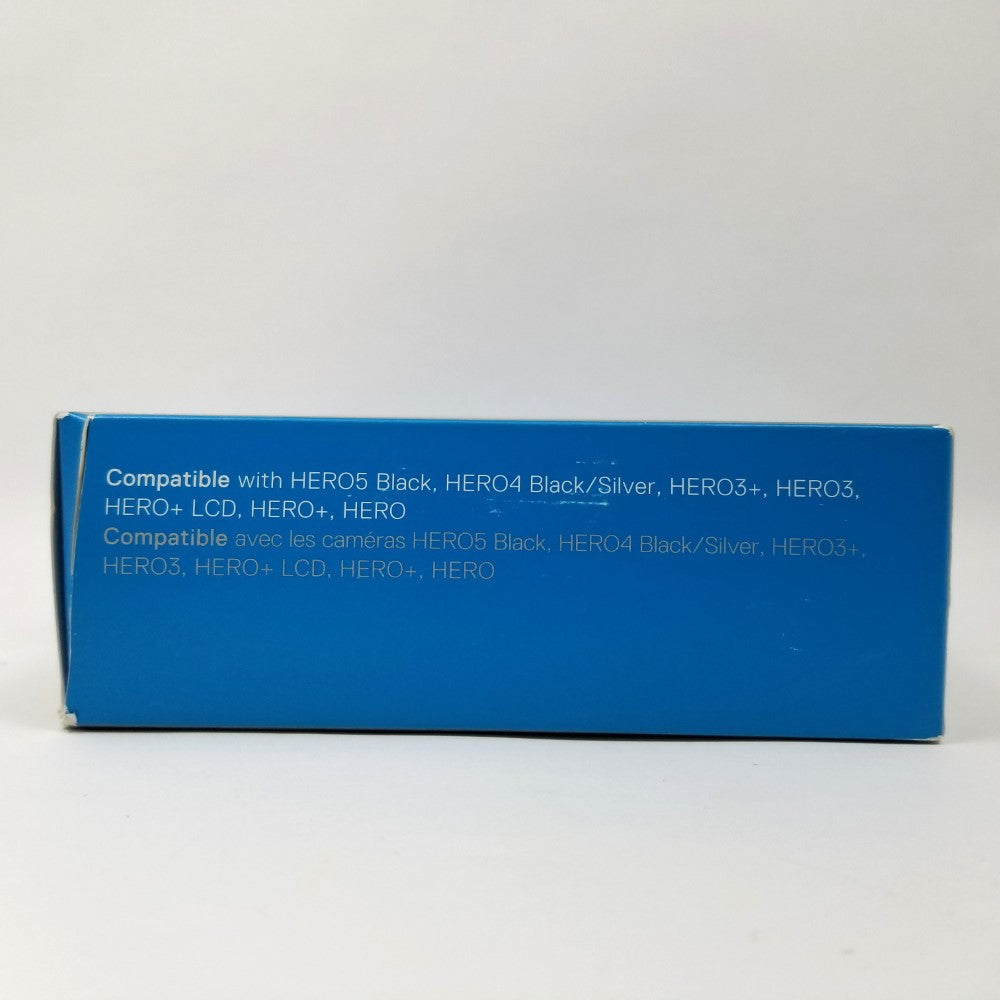 Compatible with HERO5 Black, HERO4 Black/Silver, HERO3+, HERO3,
HERO+ LCD, HERO+, HERO
Compatible avec les caméras HERO5 Black, HERO4 Black/Silver, HERO3+,
HERO3, HERO+ LCD, HERO+, HERO